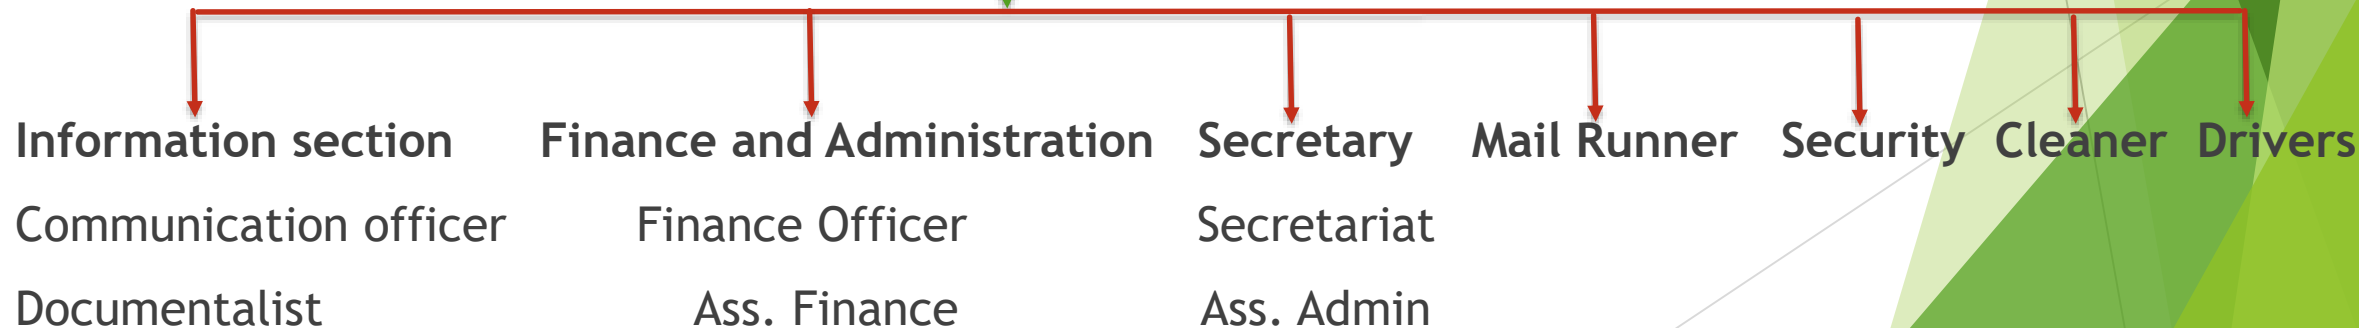 Information section Finance and Administration Secretary Mail Runner Security Cleaner Drivers
Communication officer Finance Officer Secretariat
Documentalist Ass. Finance Ass. Admin